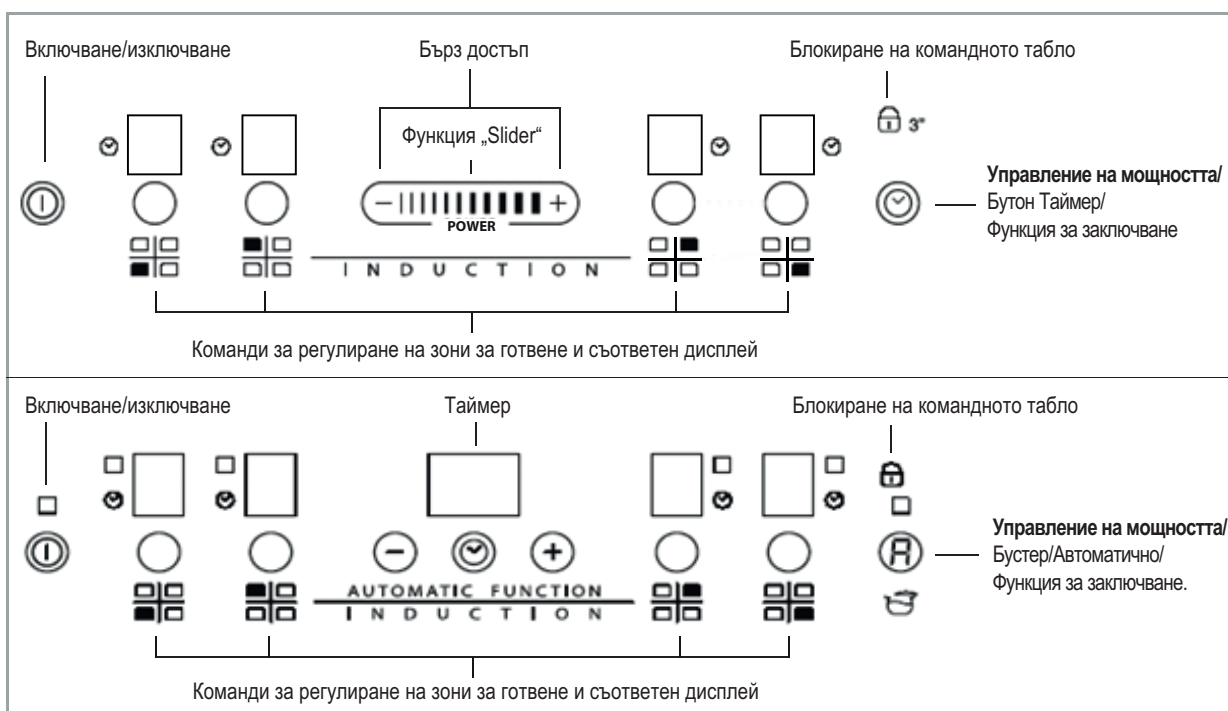 Включване/изключване
Бърз достъп
Блокиране на командното табло
Функция „Slider“
3"
POWER
Управление на мощността/
Бутон Таймер/
Функция за заключване
INDUCTION
Команди за регулиране на зони за готвене и съответен дисплей
Включване/изключване
Таймер
Блокиране на командното табло
Управление на мощността/
Бустер/Автоматично/
Функция за заключване.
A
AUTOMATIC FUNCTION
INDUCTION
Команди за регулиране на зони за готвене и съответен дисплей